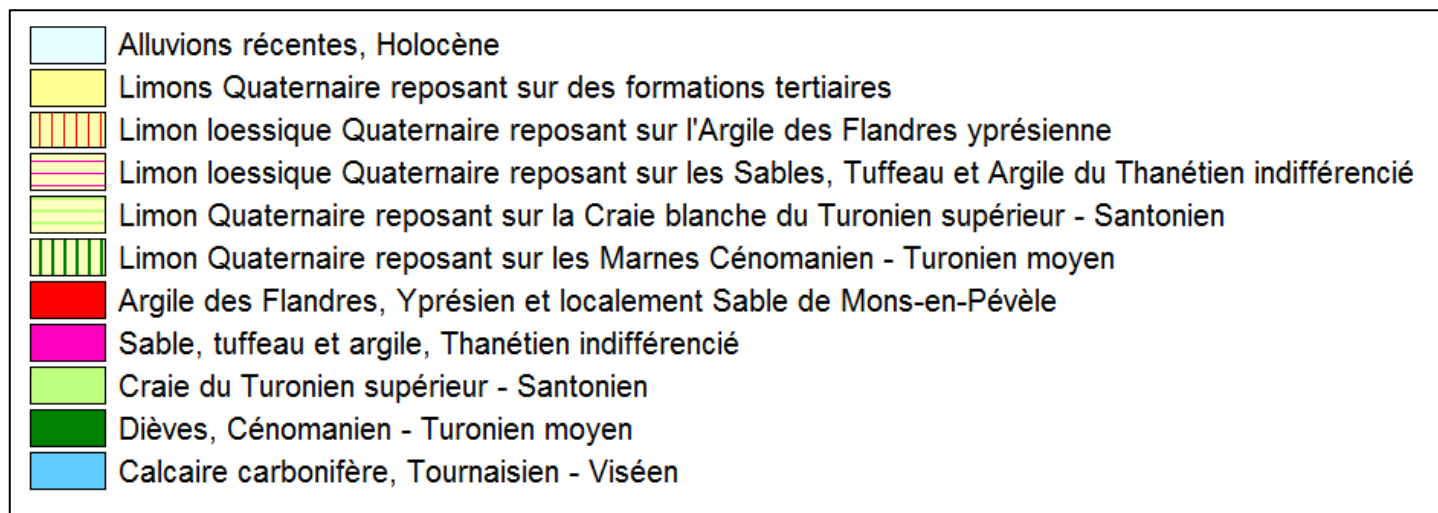 Alluvions récentes, Holocène
Limons Quaternaire reposant sur des formations tertiaires
Limon loessique Quaternaire reposant sur l'Argile des Flandres yprésienne
Limon loessique Quaternaire reposant sur les Sables, Tuffeau et Argile du Thanétien indifférencié
Limon Quaternaire reposant sur la Craie blanche du Turonien supérieur - Santonien
Limon Quaternaire reposant sur les Marnes Cénomanien - Turonien moyen
Argile des Flandres, Yprésien et localement Sable de Mons-en-Pévèle
Sable, tuffeau et argile, Thanétien indifférencié
Craie du Turonien supérieur - Santonien
Dièves, Cénomanien - Turonien moyen
Calcaire carbonifère, Tournaisien - Viséen